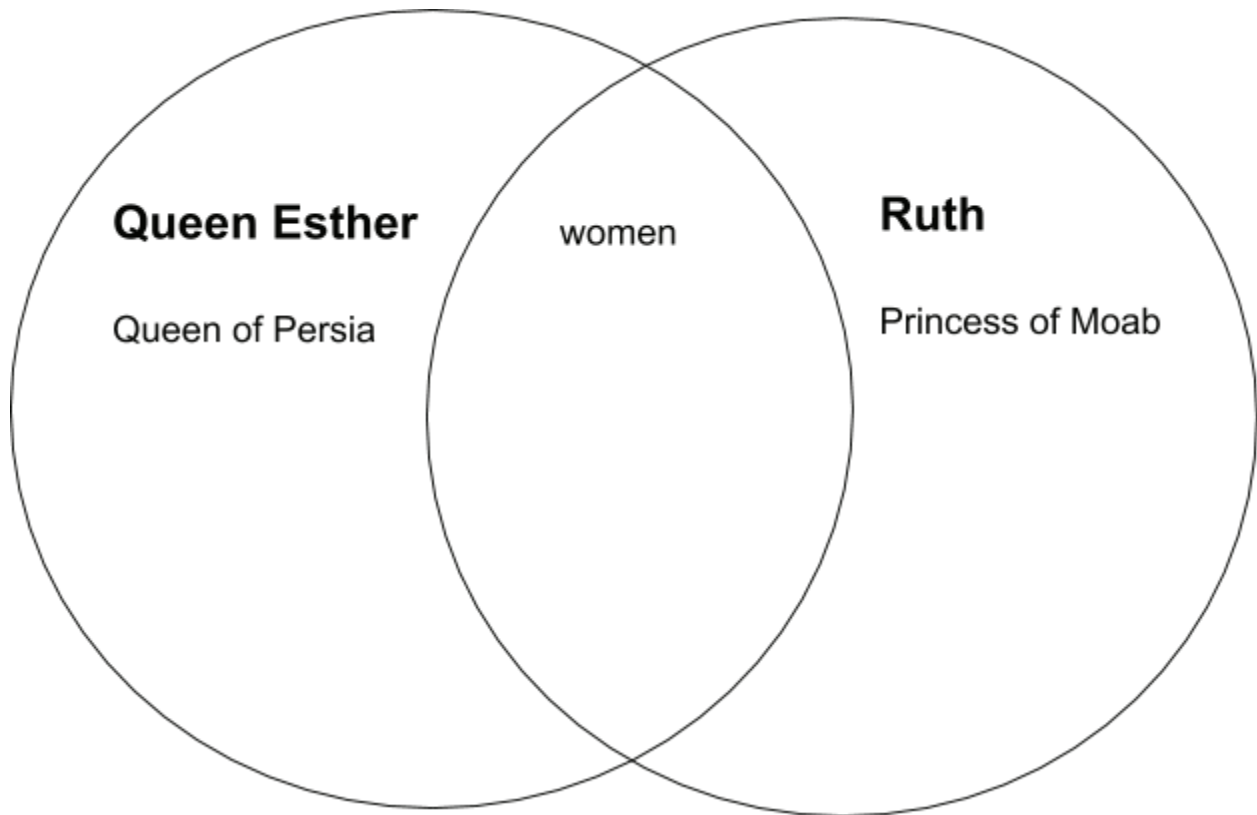 Queen Esther
Queen of Persia
women
Ruth
Princess of Moab